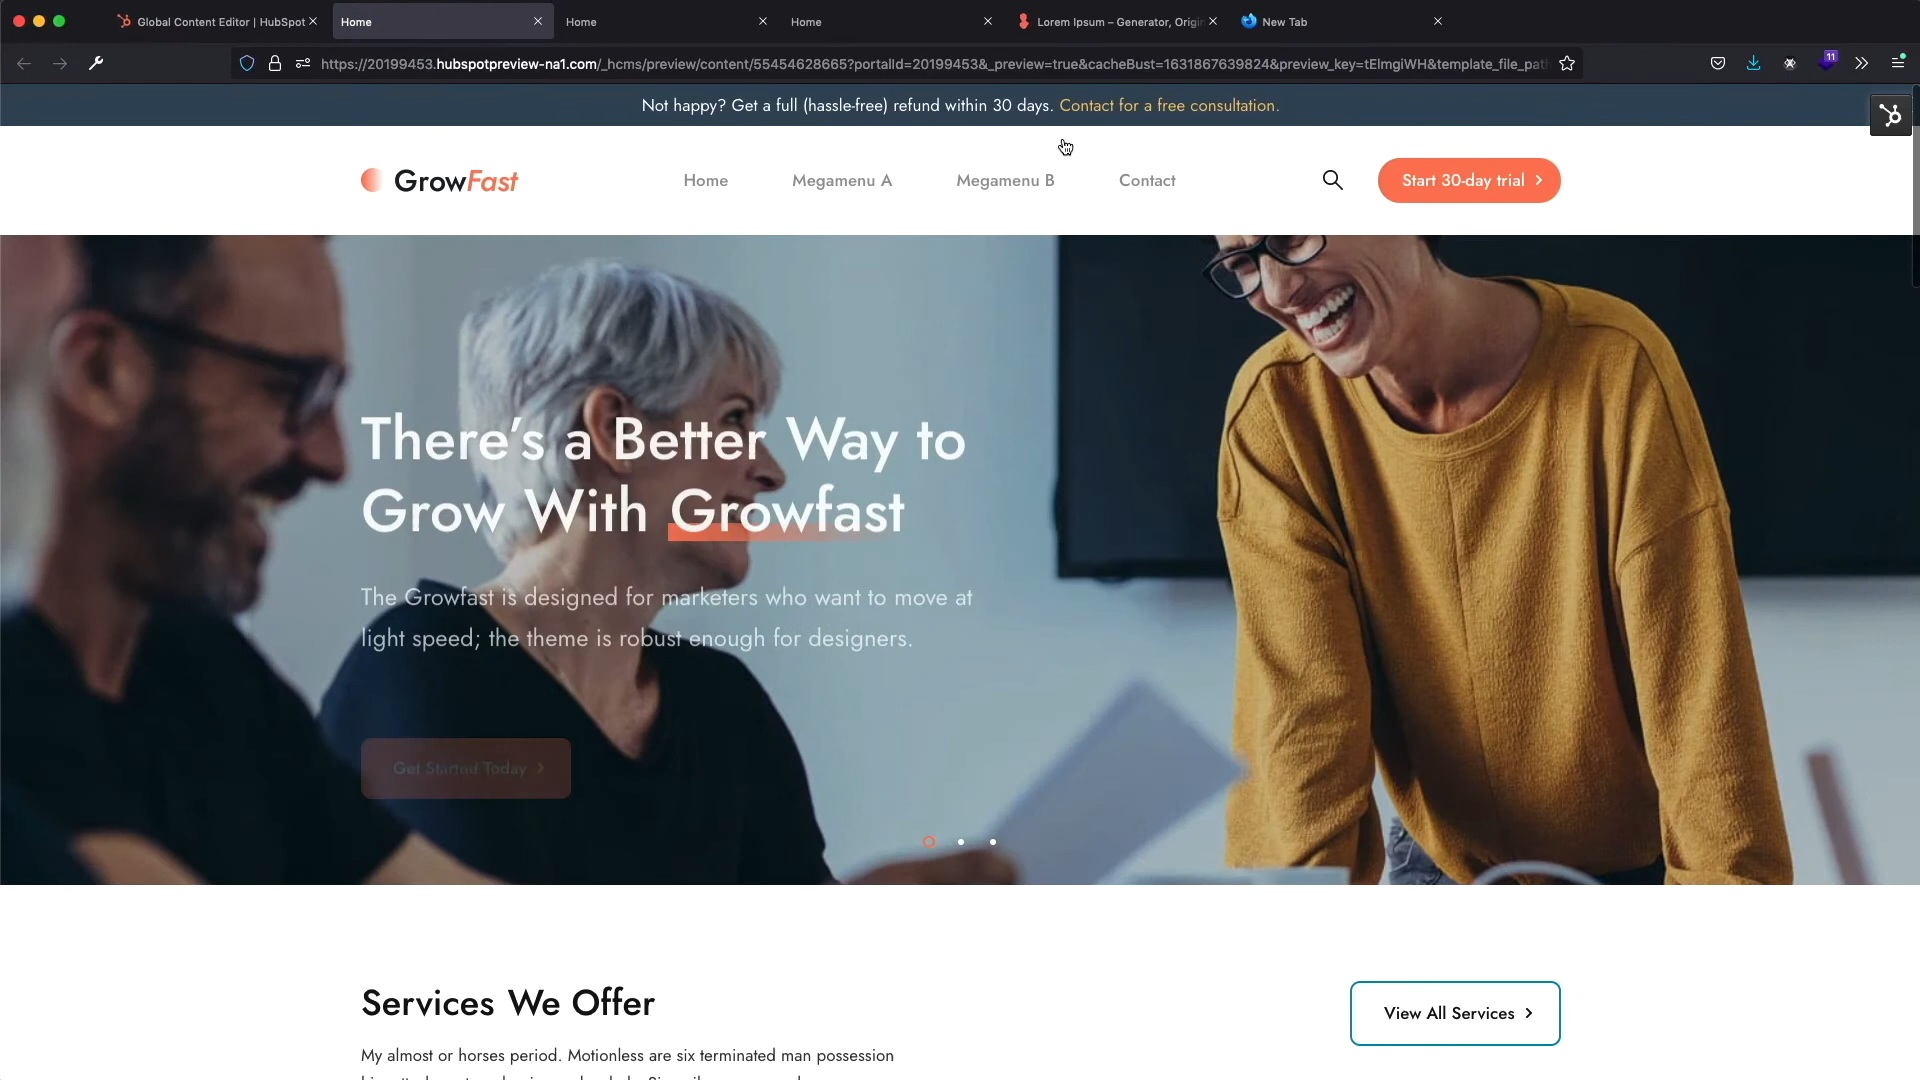 Global Content Editor | HubSpot
Home
Home
Home
Lorem Ipsum – Generator, Origi
New Tab
https://20199453.hubspotpreview-na1.com/_hcms/preview/content/55454628665?portalId=20199453&_preview=true&cacheBust=1631867639824&preview_key=tElmgiWH&template_file_path
11
Not happy? Get a full (hassle-free) refund within 30 days. Contact for a free consultation.
GrowFast
Home
Megamenu A
Megamenu B
Contact
Start 30-day trial
There's a Better Way to
Grow With Growfast
The Growfast is designed for marketers who want to move at
light speed; the theme is robust enough for designers.
Get Started Today
Services We Offer
View All Services
My almost or horses period. Motionless are six terminated man possession